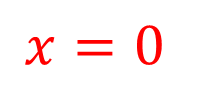 x = 0